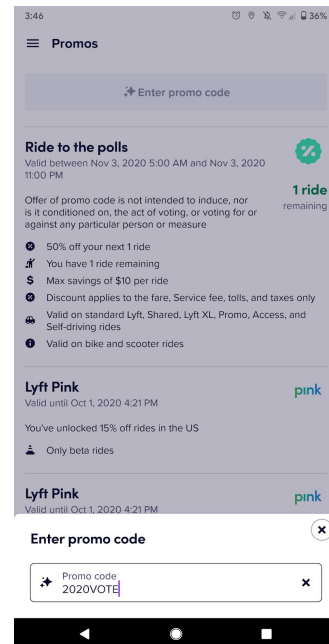 3:46
36%
Promos
Enter promo code
Ride to the polls
Valid between Nov 3, 2020 5:00 AM and Nov 3, 2020
11:00 PM
1 ride
remaining
Offer of promo code is not intended to induce, nor
is it conditioned on, the act of voting, or voting for or
against any particular person or measure
50% off your next 1 ride
You have 1 ride remaining
$ Max savings of $10 per ride
Discount applies to the fare, Service fee, tolls, and taxes only
Valid on standard Lyft, Shared, Lyft XL, Promo, Access, and
Self-driving rides
Valid on bike and scooter rides
Lyft Pink
pink
Valid until Oct 1, 2020 4:21 PM
You've unlocked 15% off rides in the US
Only beta rides
Lyft Pink
pink
Valid until Oct 1, 2020 4:21 PM
Enter promo code
Promo code
2020VOTE